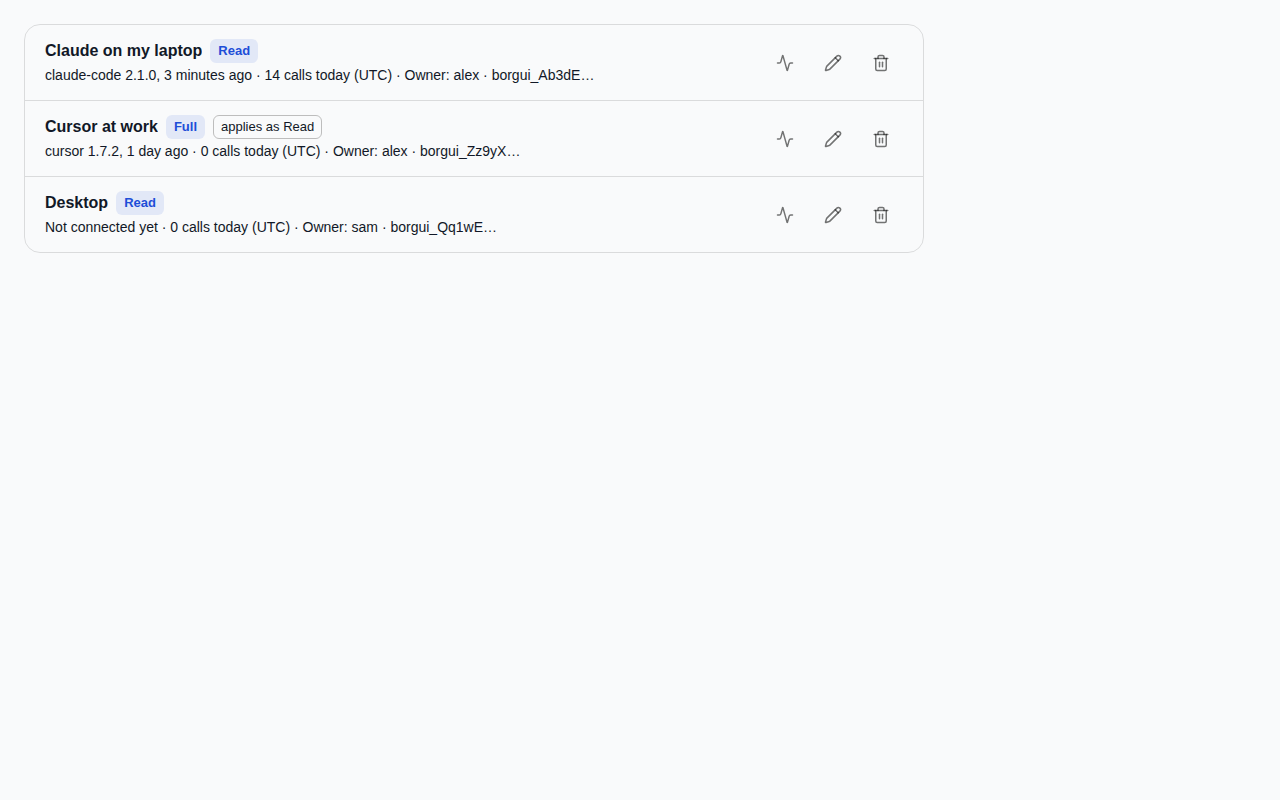 Claude on my laptop Read
claude-code 2.1.0, 3 minutes ago · 14 calls today (UTC) · Owner: alex · borgui_Ab3dE…
Cursor at work Full applies as Read
cursor 1.7.2, 1 day ago · 0 calls today (UTC) · Owner: alex · borgui_Zz9yX…
Desktop Read
Not connected yet · 0 calls today (UTC) · Owner: sam · borgui_Qq1wE…